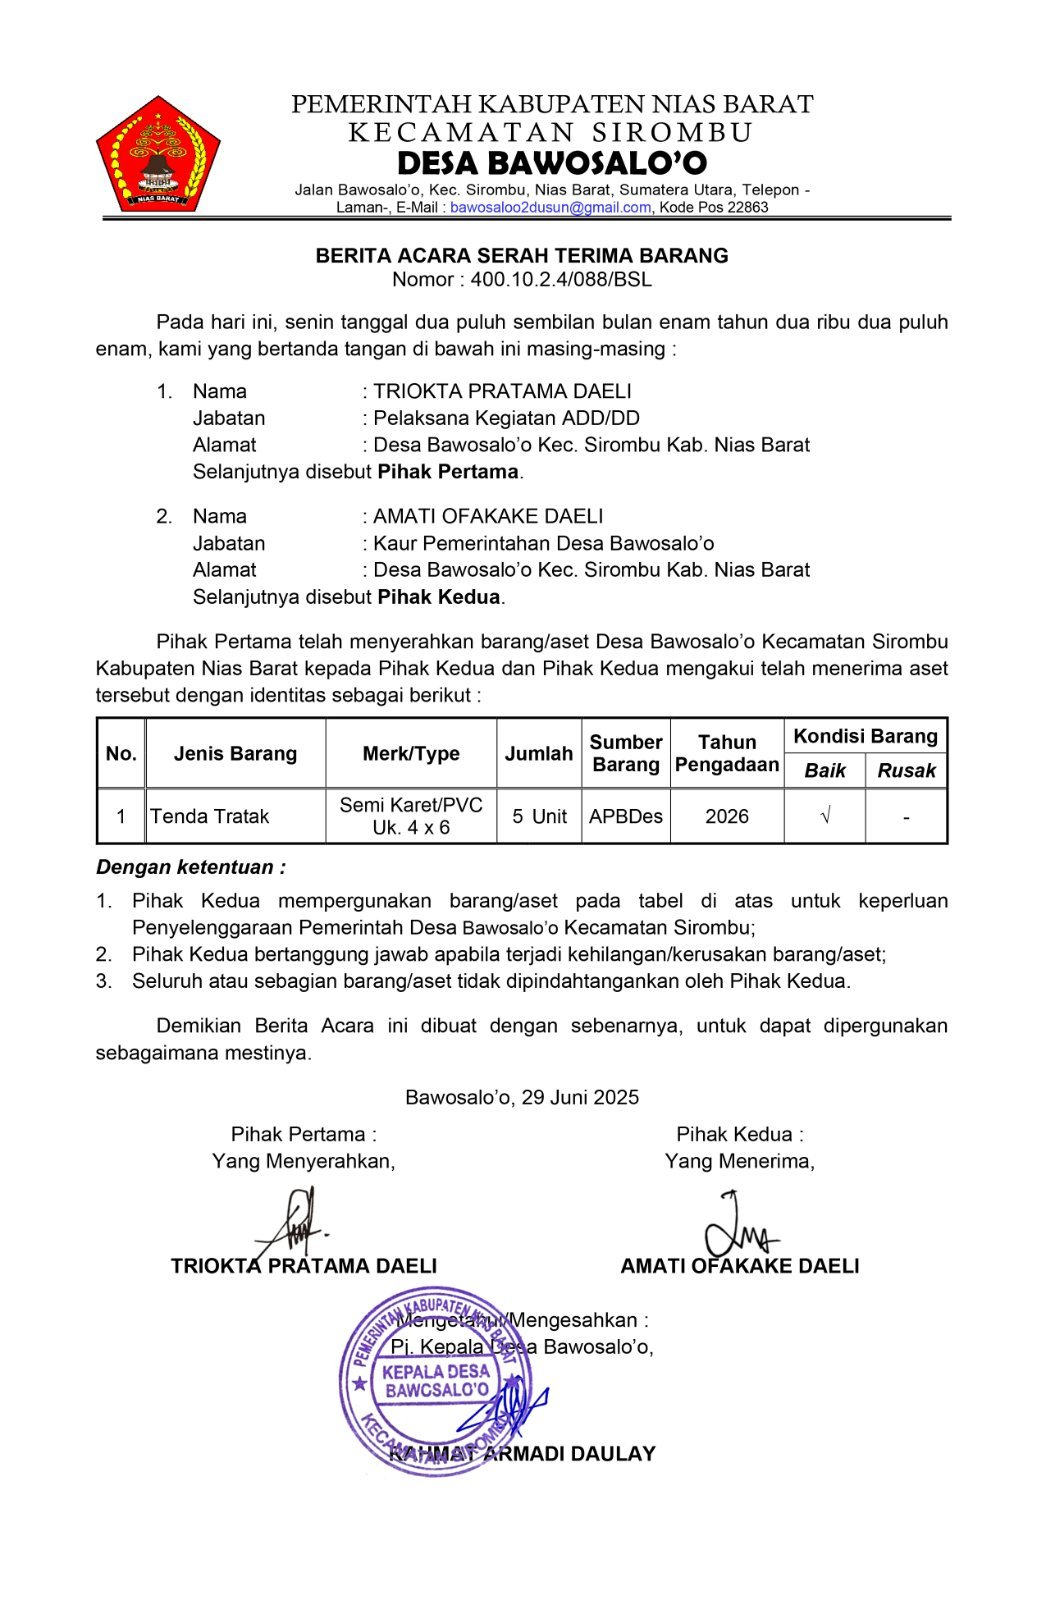 NIAS BARAT
PEMERINTAH KABUPATEN NIAS BARAT
KECAMATAN SIROMBU
DESA BAWOSALO’O
Jalan Bawosalo’o, Kec. Sirombu, Nias Barat, Sumatera Utara, Telepon -
Laman-, E-Mail : bawosaloo2dusun@gmail.com, Kode Pos 22863
BERITA ACARA SERAH TERIMA BARANG
Nomor : 400.10.2.4/088/BSL
Pada hari ini, senin tanggal dua puluh sembilan bulan enam tahun dua ribu dua puluh
enam, kami yang bertanda tangan di bawah ini masing-masing :
1. Nama : TRIOKTA PRATAMA DAELI
Jabatan : Pelaksana Kegiatan ADD/DD
Alamat : Desa Bawosalo’o Kec. Sirombu Kab. Nias Barat
Selanjutnya disebut Pihak Pertama.
2. Nama : AMATI OFAKAKE DAELI
Jabatan : Kaur Pemerintahan Desa Bawosalo’o
Alamat : Desa Bawosalo’o Kec. Sirombu Kab. Nias Barat
Selanjutnya disebut Pihak Kedua.
Pihak Pertama telah menyerahkan barang/aset Desa Bawosalo’o Kecamatan Sirombu
Kabupaten Nias Barat kepada Pihak Kedua dan Pihak Kedua mengakui telah menerima aset
tersebut dengan identitas sebagai berikut :
No. Jenis Barang Merk/Type Jumlah Sumber Barang Tahun Pengadaan Kondisi Barang
Baik Rusak
1 Tenda Tratak Semi Karet/PVC Uk. 4 x 6 5 Unit APBDes 2026 √ -
Dengan ketentuan :
1. Pihak Kedua mempergunakan barang/aset pada tabel di atas untuk keperluan
Penyelenggaraan Pemerintah Desa Bawosalo’o Kecamatan Sirombu;
2. Pihak Kedua bertanggung jawab apabila terjadi kehilangan/kerusakan barang/aset;
3. Seluruh atau sebagian barang/aset tidak dipindahtangankan oleh Pihak Kedua.
Demikian Berita Acara ini dibuat dengan sebenarnya, untuk dapat dipergunakan
sebagaimana mestinya.
Bawosalo’o, 29 Juni 2025
Pihak Pertama : Pihak Kedua :
Yang Menyerahkan, Yang Menerima,
TRIOKTA PRATAMA DAELI AMATI OFAKAKE DAELI
Mengetahui/Mengesahkan :
Pj. Kepala Desa Bawosalo’o,
PEMERINTAH KABUPATEN NIAS BARAT
KEPALA DESA
BAWOSALO’O
KECAMATAN SIROMBU
RAHMAT ARMADI DAULAY